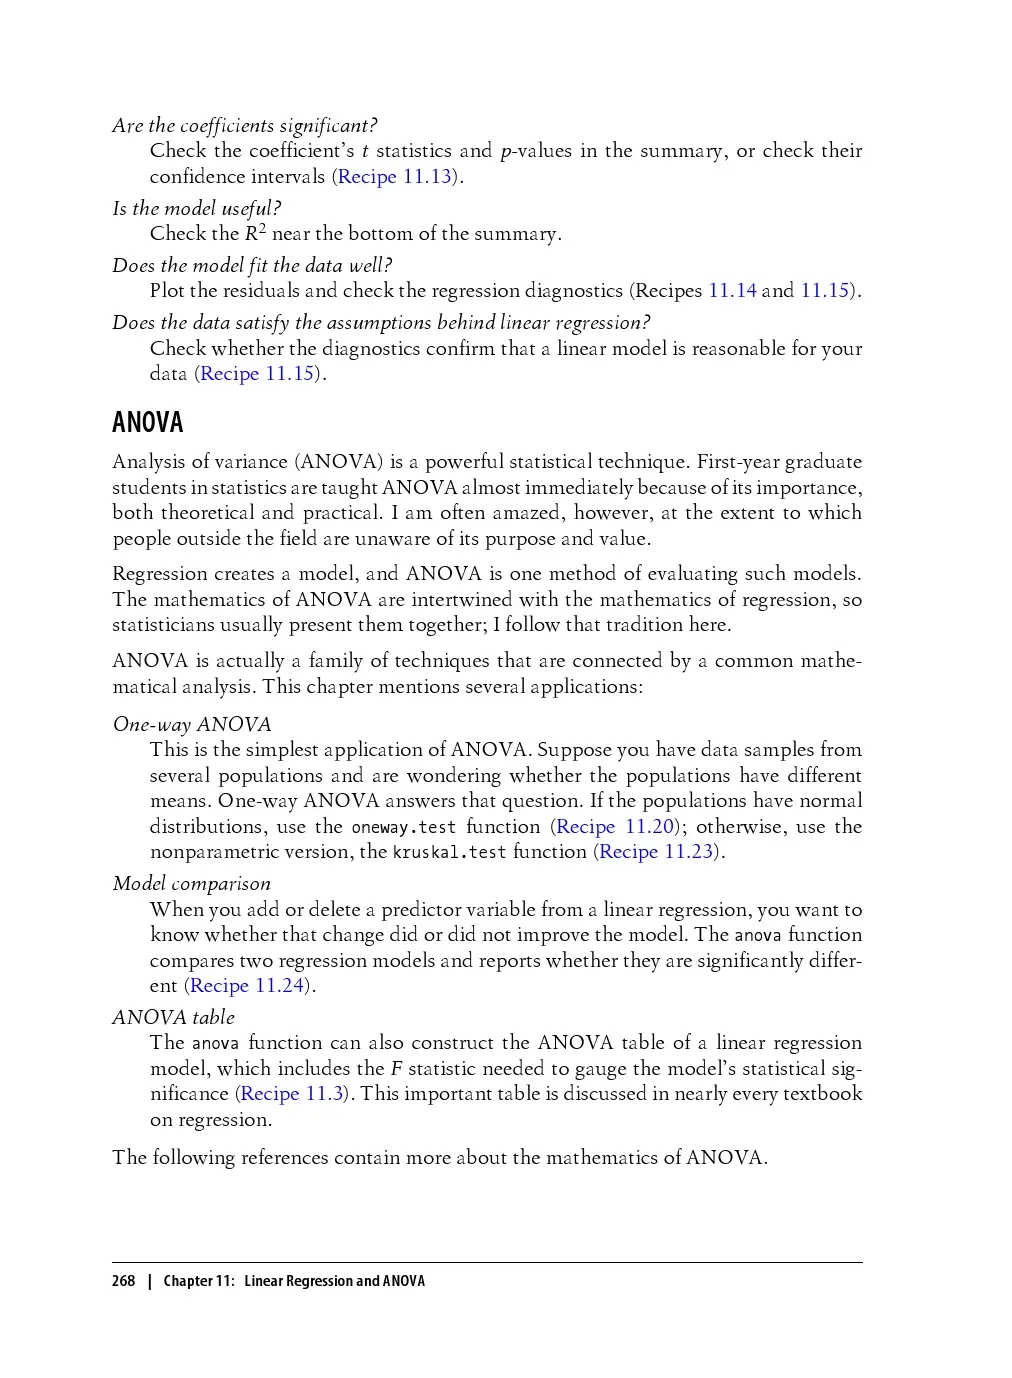 Are the coefficients significant?
Check the coefficient’s t statistics and p-values in the summary, or check their
confidence intervals (Recipe 11.13).
Is the model useful?
Check the R² near the bottom of the summary.
Does the model fit the data well?
Plot the residuals and check the regression diagnostics (Recipes 11.14 and 11.15).
Does the data satisfy the assumptions behind linear regression?
Check whether the diagnostics confirm that a linear model is reasonable for your
data (Recipe 11.15).
ANOVA
Analysis of variance (ANOVA) is a powerful statistical technique. First-year graduate
students in statistics are taught ANOVA almost immediately because of its importance,
both theoretical and practical. I am often amazed, however, at the extent to which
people outside the field are unaware of its purpose and value.
Regression creates a model, and ANOVA is one method of evaluating such models.
The mathematics of ANOVA are intertwined with the mathematics of regression, so
statisticians usually present them together; I follow that tradition here.
ANOVA is actually a family of techniques that are connected by a common mathe-
matical analysis. This chapter mentions several applications:
One-way ANOVA
This is the simplest application of ANOVA. Suppose you have data samples from
several populations and are wondering whether the populations have different
means. One-way ANOVA answers that question. If the populations have normal
distributions, use the oneway.test function (Recipe 11.20); otherwise, use the
nonparametric version, the kruskal.test function (Recipe 11.23).
Model comparison
When you add or delete a predictor variable from a linear regression, you want to
know whether that change did or did not improve the model. The anova function
compares two regression models and reports whether they are significantly differ-
ent (Recipe 11.24).
ANOVA table
The anova function can also construct the ANOVA table of a linear regression
model, which includes the F statistic needed to gauge the model’s statistical sig-
nificance (Recipe 11.3). This important table is discussed in nearly every textbook
on regression.
The following references contain more about the mathematics of ANOVA.
268 | Chapter 11: Linear Regression and ANOVA